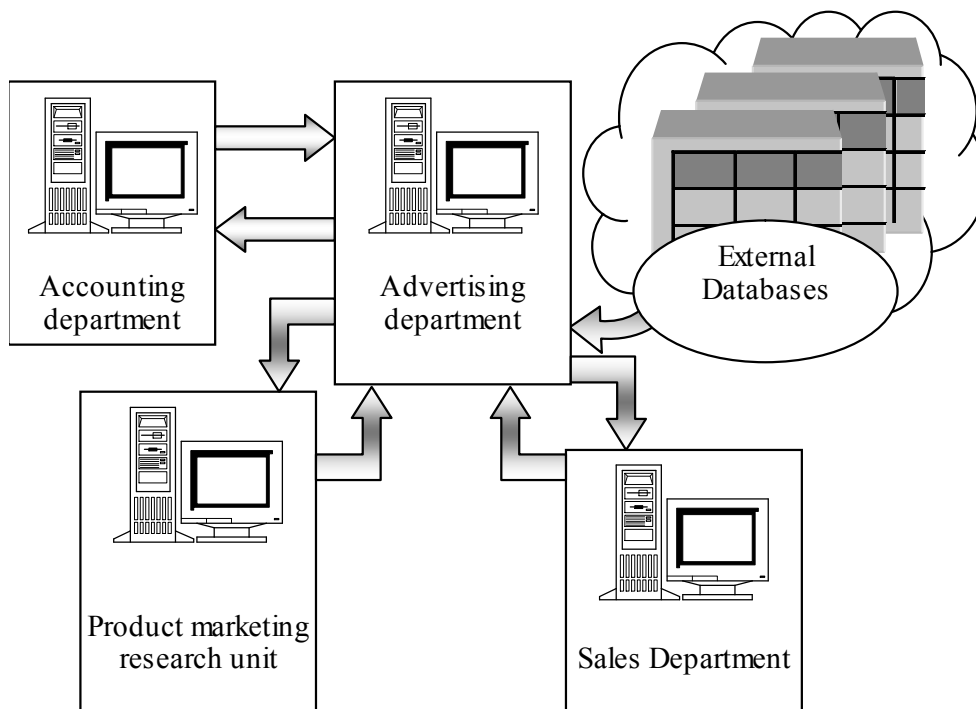 Accounting
department
Advertising
department
External
Databases
Product marketing
research unit
Sales Department